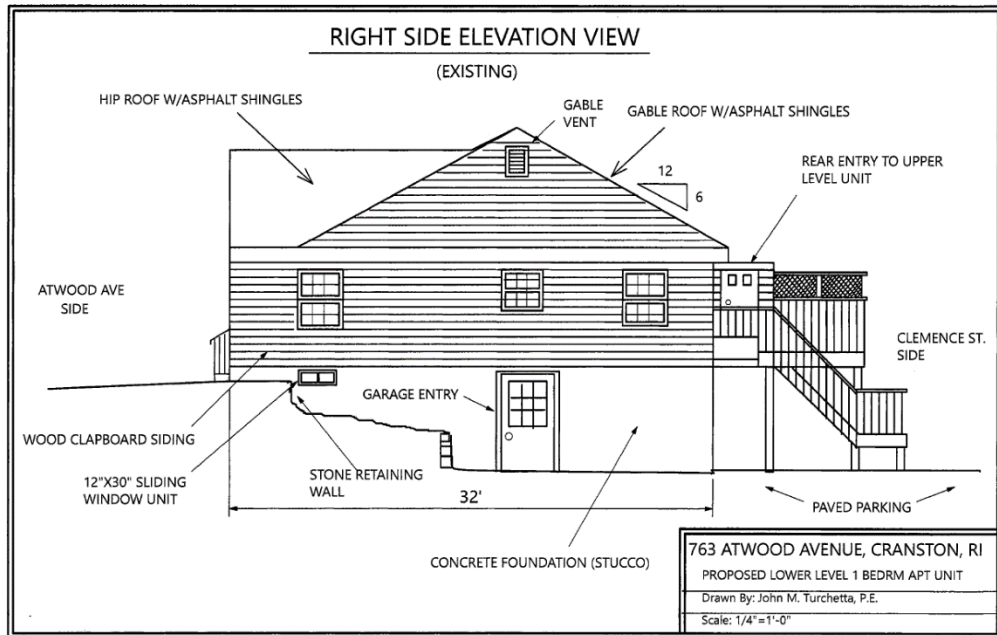 RIGHT SIDE ELEVATION VIEW
(EXISTING)
HIP ROOF W/ASPHALT SHINGLES
GABLE
VENT
GABLE ROOF W/ASPHALT SHINGLES
12
6
REAR ENTRY TO UPPER
LEVEL UNIT
ATWOOD AVE
SIDE
CLEMENCE ST.
SIDE
GARAGE ENTRY
WOOD CLAPBOARD SIDING
12"X30" SLIDING
WINDOW UNIT
STONE RETAINING
WALL
32'
PAVED PARKING
CONCRETE FOUNDATION (STUCCO)
763 ATWOOD AVENUE, CRANSTON, RI
PROPOSED LOWER LEVEL 1 BEDRM APT UNIT
Drawn By: John M. Turchetta, P.E.
Scale: 1/4"=1'-0"